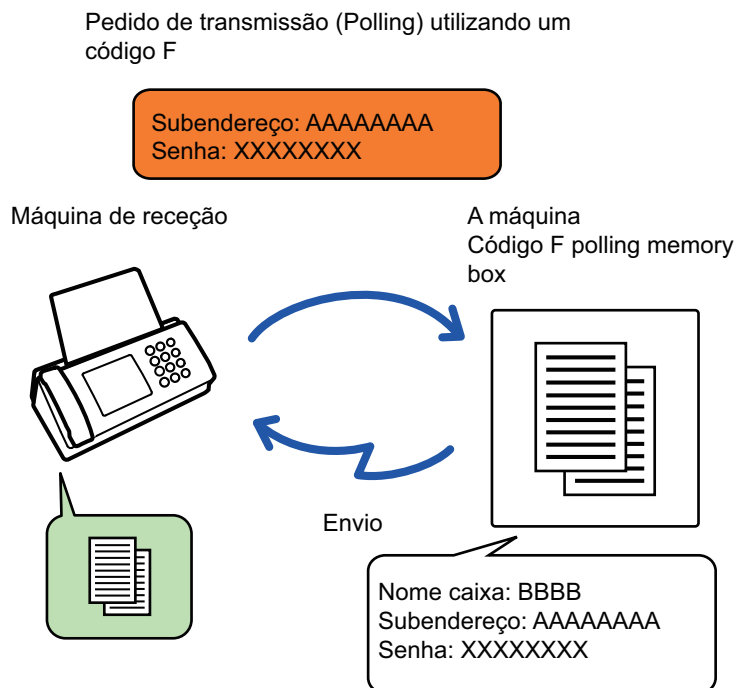 Pedido de transmissão (Polling) utilizando um
código F
Subendereço: AAAAAAAA
Senha: XXXXXXXX
Máquina de receção
A máquina
Código F polling memory
box
Envio
Nome caixa: BBBB
Subendereço: AAAAAAAA
Senha: XXXXXXXX